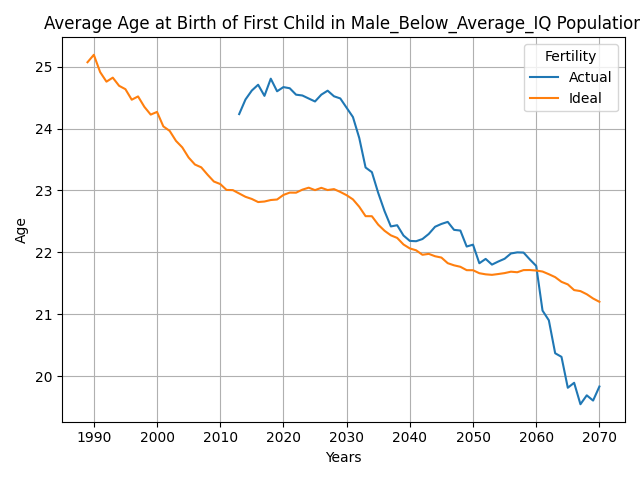 Average Age at Birth of First Child in Male_Below_Average_IQ Population
Fertility
Actual
Ideal
Age
25
24
23
22
21
20
1990 2000 2010 2020 2030 2040 2050 2060 2070
Years